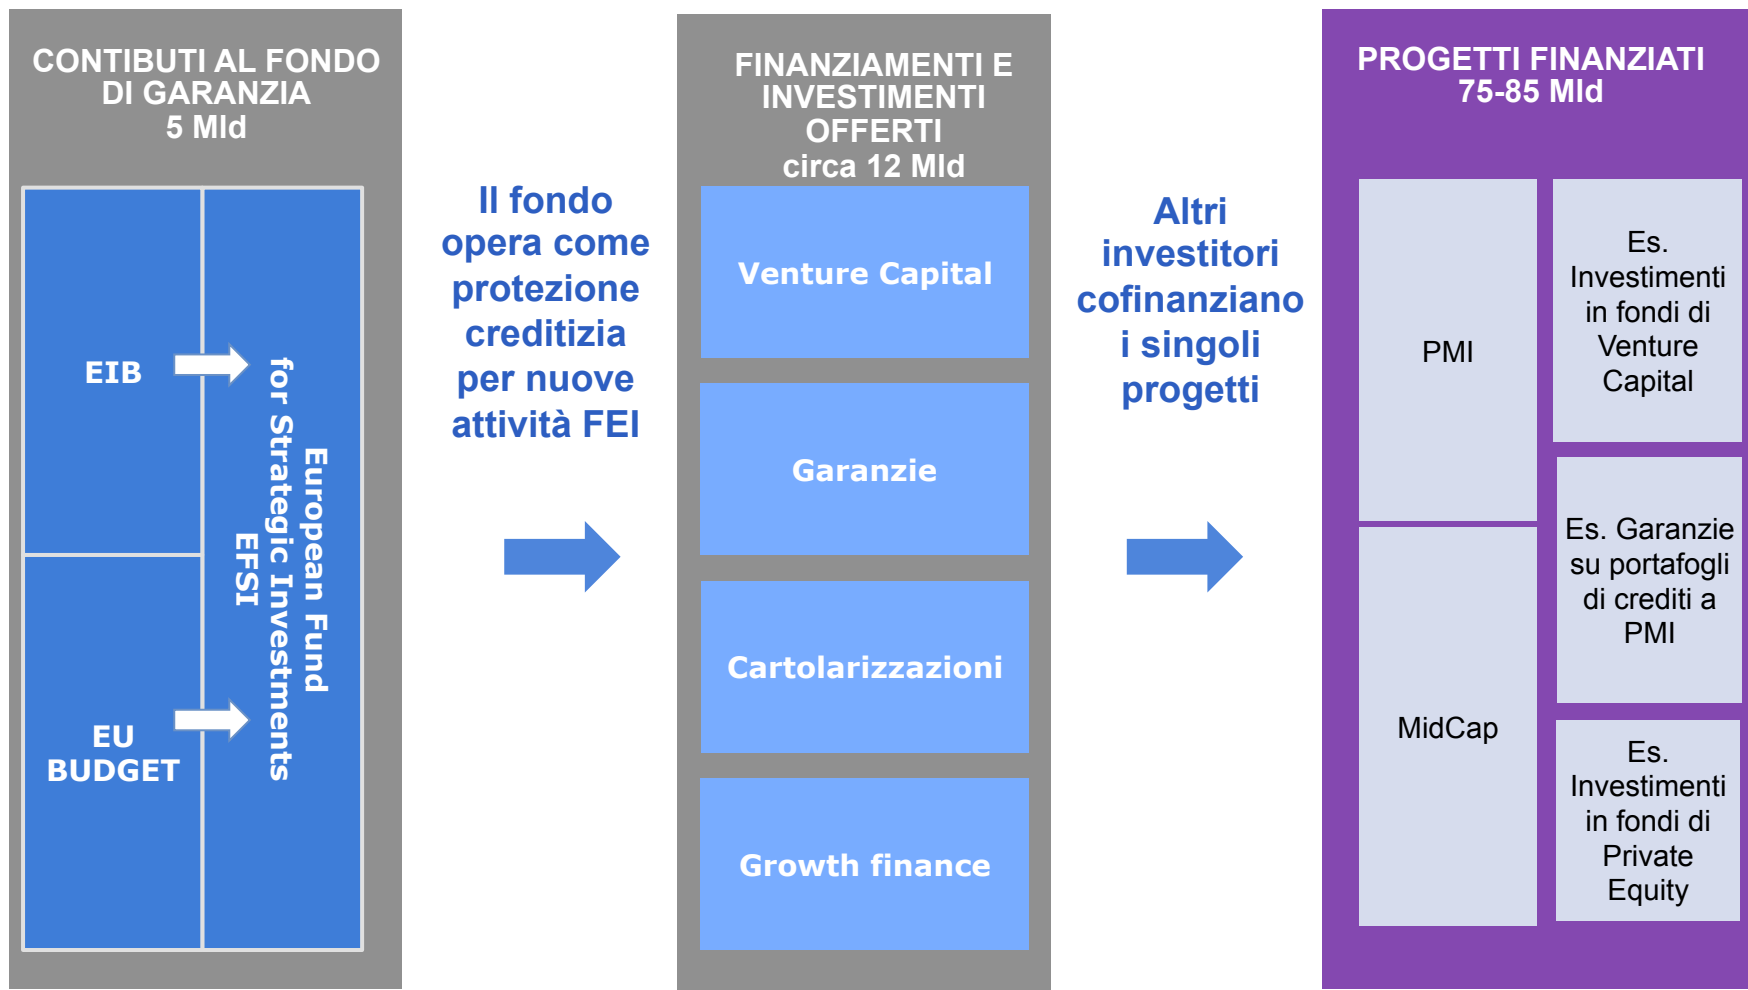 CONTIBUTI AL FONDO
DI GARANZIA
5 Mld
EIB
EU
BUDGET
European Fund
for Strategic Investments
EFSI
Il fondo
opera come
protezione
creditizia
per nuove
attività FEI
FINANZIAMENTI E
INVESTIMENTI
OFFERTI
circa 12 Mld
Venture Capital
Garanzie
Cartolarizzazioni
Growth finance
Altri
investitori
cofinanziano
i singoli
progetti
PROGETTI FINANZIATI
75-85 Mld
PMI
MidCap
Es.
Investimenti
in fondi di
Venture
Capital
Es. Garanzie
su portafogli
di crediti a
PMI
Es.
Investimenti
in fondi di
Private
Equity